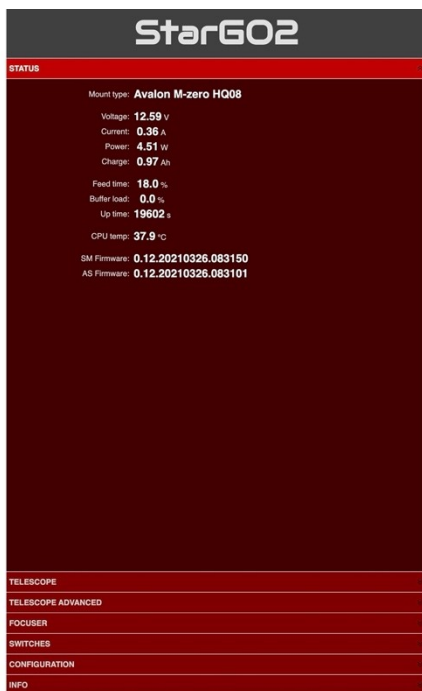 StarGO2
STATUS
Mount type: Avalon M-zero HQ08
Voltage: 12.59 V
Current: 0.36 A
Power: 4.51 W
Charge: 0.97 Ah
Feed time: 18.0 %
Buffer load: 0.0 %
Up time: 19602 s
CPU temp: 37.9 °C
SM Firmware: 0.12.20210326.083150
AS Firmware: 0.12.20210326.083101
TELESCOPE
TELESCOPE ADVANCED
FOCUSER
SWITCHES
CONFIGURATION
INFO